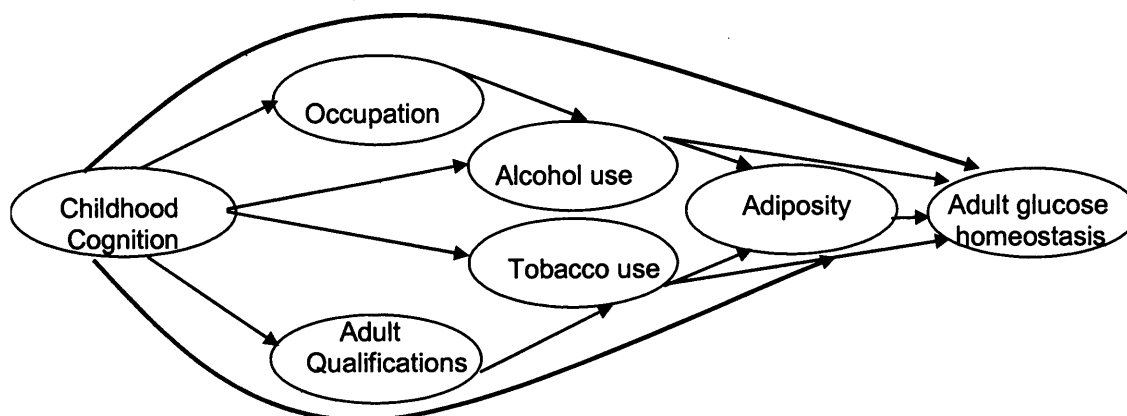 Occupation
Alcohol use
Childhood
Cognition
Adiposity
Adult glucose
homeostasis
Tobacco use
Adult
Qualifications